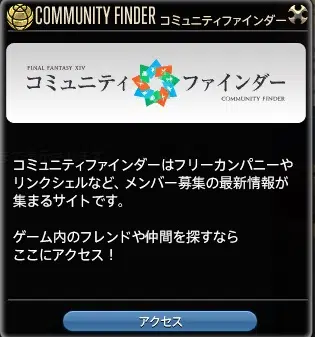 COMMUNITY FINDER コミュニティファインダー
FINAL FANTASY XIV
コミュニティ ファインダー
COMMUNITY FINDER
コミュニティファインダーはフリーカンパニーや
リンクシェルなど、メンバー募集の最新情報が
集まるサイトです。
ゲーム内のフレンドや仲間を探すなら
ここにアクセス！
アクセス